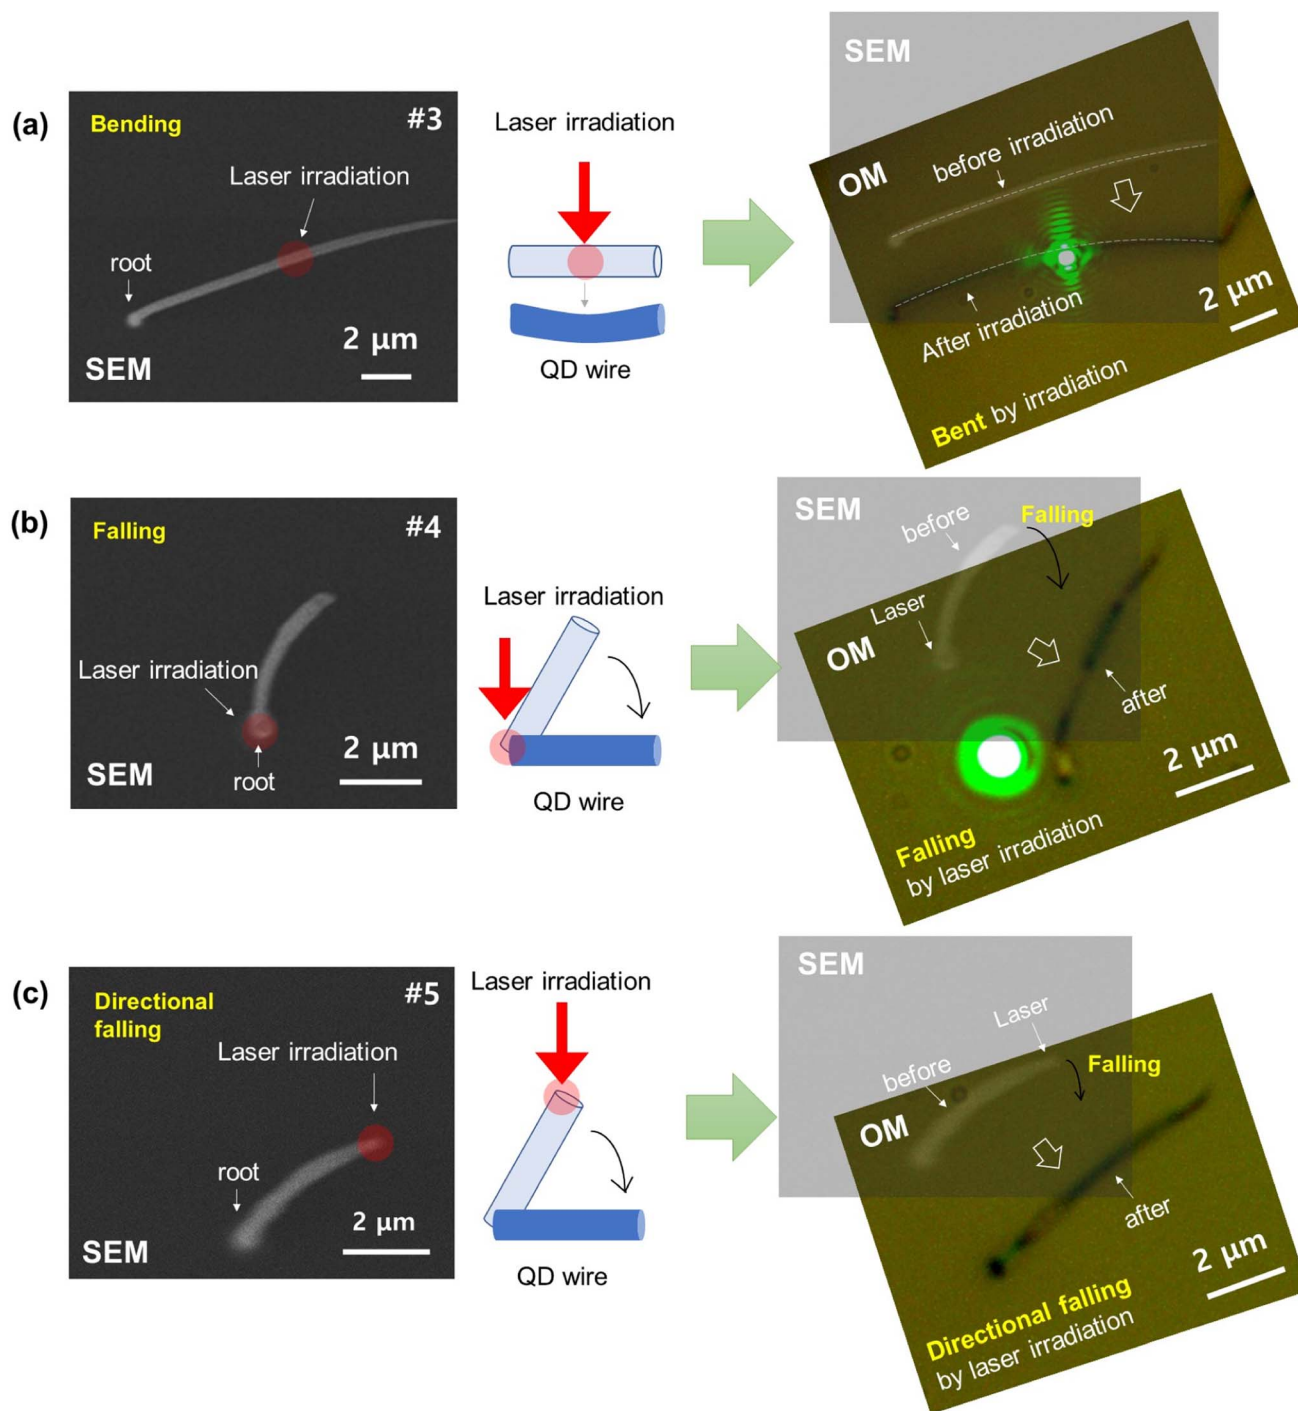 (a)
Bending
#3
Laser irradiation
root
2 μm
SEM
Laser irradiation
QD wire
SEM
OM
before irradiation
After irradiation
2 μm
Bent by irradiation
(b)
Falling
#4
Laser irradiation
root
2 μm
SEM
Laser irradiation
QD wire
SEM
before
Falling
Laser
OM
after
2 μm
Falling
by laser irradiation
(c)
Directional
falling
#5
Laser irradiation
root
2 μm
SEM
Laser irradiation
QD wire
SEM
Laser
before
Falling
OM
after
2 μm
Directional falling
by laser irradiation